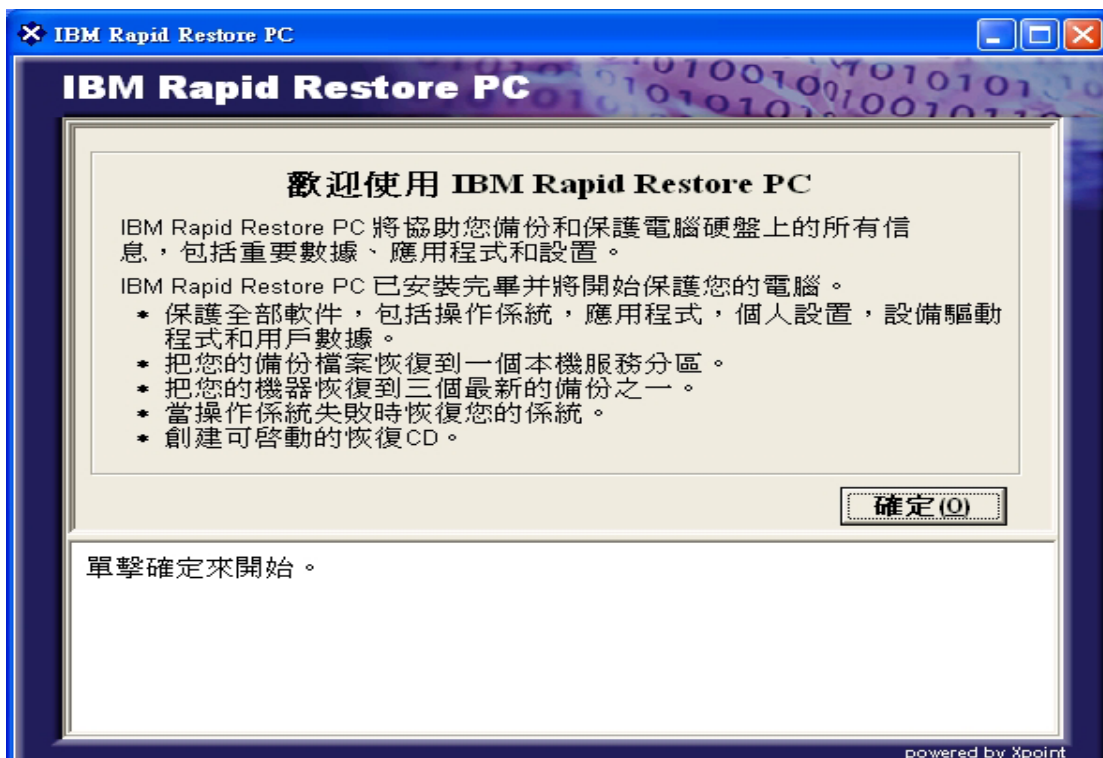 IBM Rapid Restore PC
IBM Rapid Restore PC
歡迎使用 IBM Rapid Restore PC
IBM Rapid Restore PC 將協助您備份和保護電腦硬盤上的所有信
息，包括重要數據、應用程式和設置。
IBM Rapid Restore PC 已安裝完畢并將開始保護您的電腦。
• 保護全部軟件，包括操作係統，應用程式，個人設置，設備驅動
程式和用戶數據。
• 把您的備份檔案恢復到一個本機服務分區。
• 把您的機器恢復到三個最新的備份之一。
• 當操作係統失敗時恢復您的係統。
• 創建可啓動的恢復CD。
確定(O)
單擊確定來開始。
powered by Xpoint